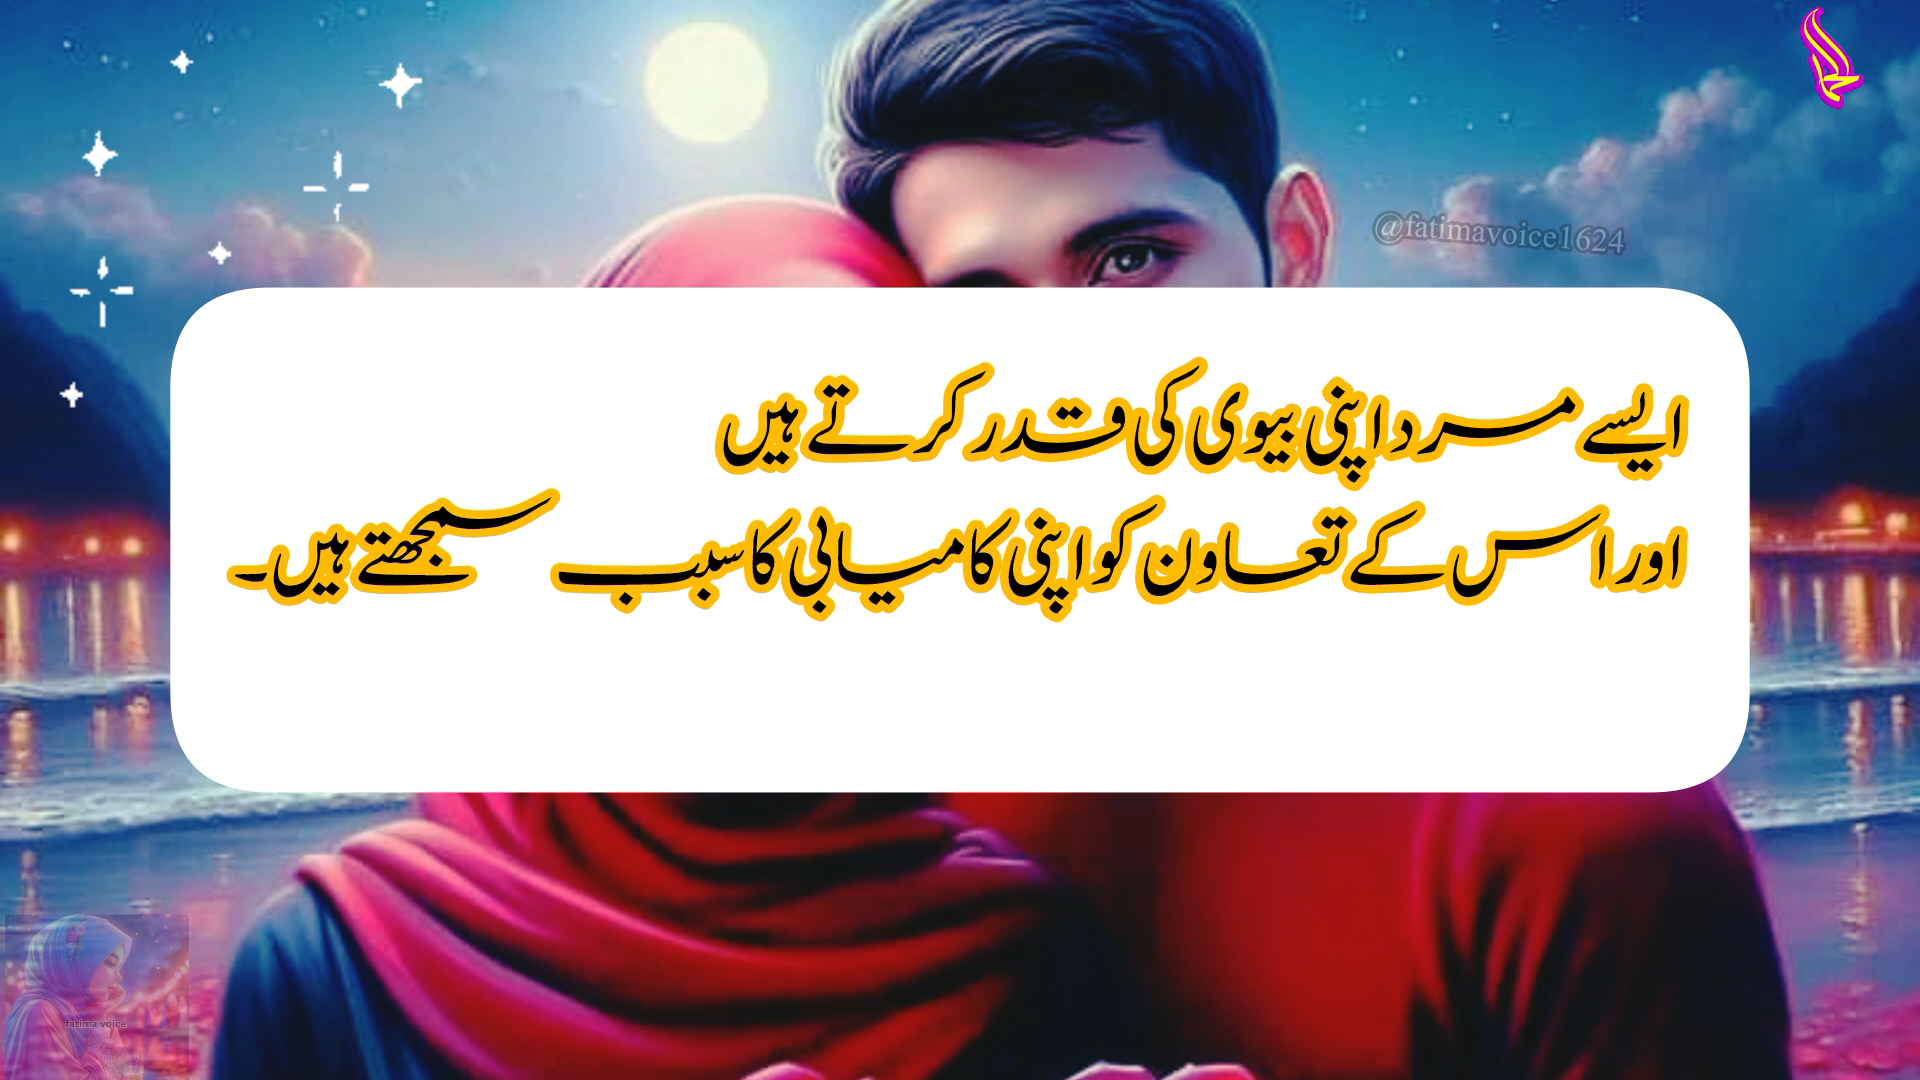 @fatimavoice1624
ایسے مرد اپنی بیوی کی قدر کرتے ہیں
اور اس کے تعاون کو اپنی کامیابی کا سبب سمجھتے ہیں۔
fatima voice